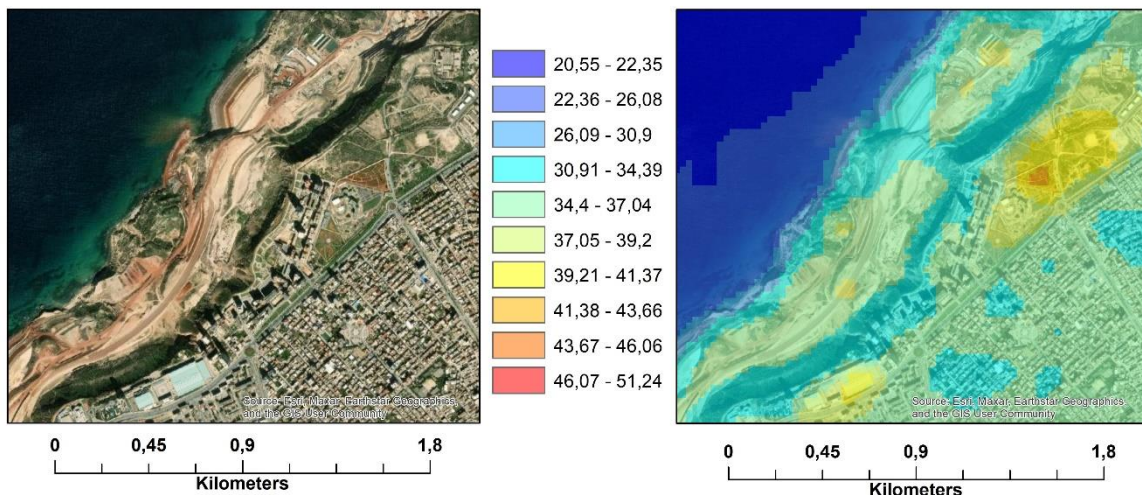 20,55 - 22,35
22,36 - 26,08
26,09 - 30,9
30,91 - 34,39
34,4 - 37,04
37,05 - 39,2
39,21 - 41,37
41,38 - 43,66
43,67 - 46,06
46,07 - 51,24
Source: Esri, Maxar, Earthstar Geographics,
and the GIS User Community
0 0,45 0,9 1,8
Kilometers
Source: Esri, Maxar, Earthstar Geographics,
and the GIS User Community
0 0,45 0,9 1,8
Kilometers